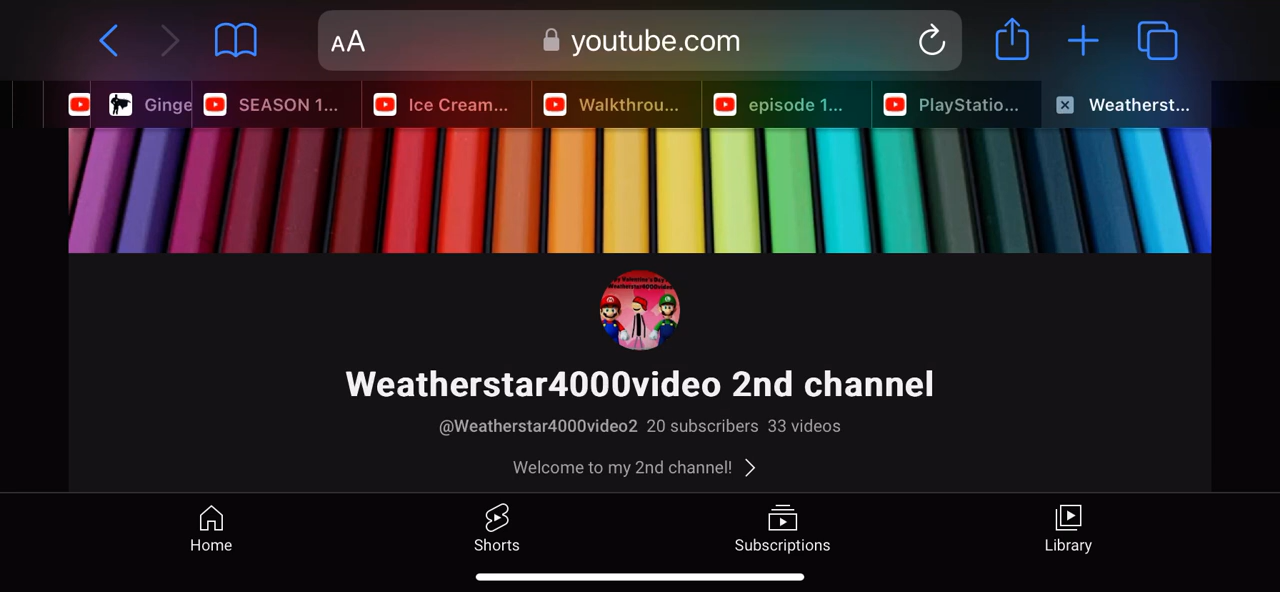 AA youtube.com
Ginge SEASON 1... Ice Cream... Walkthrou... episode 1... PlayStatio... Weatherst...
Weatherstar4000video 2nd channel
@Weatherstar4000video2 20 subscribers 33 videos
Welcome to my 2nd channel!
Home Shorts Subscriptions Library